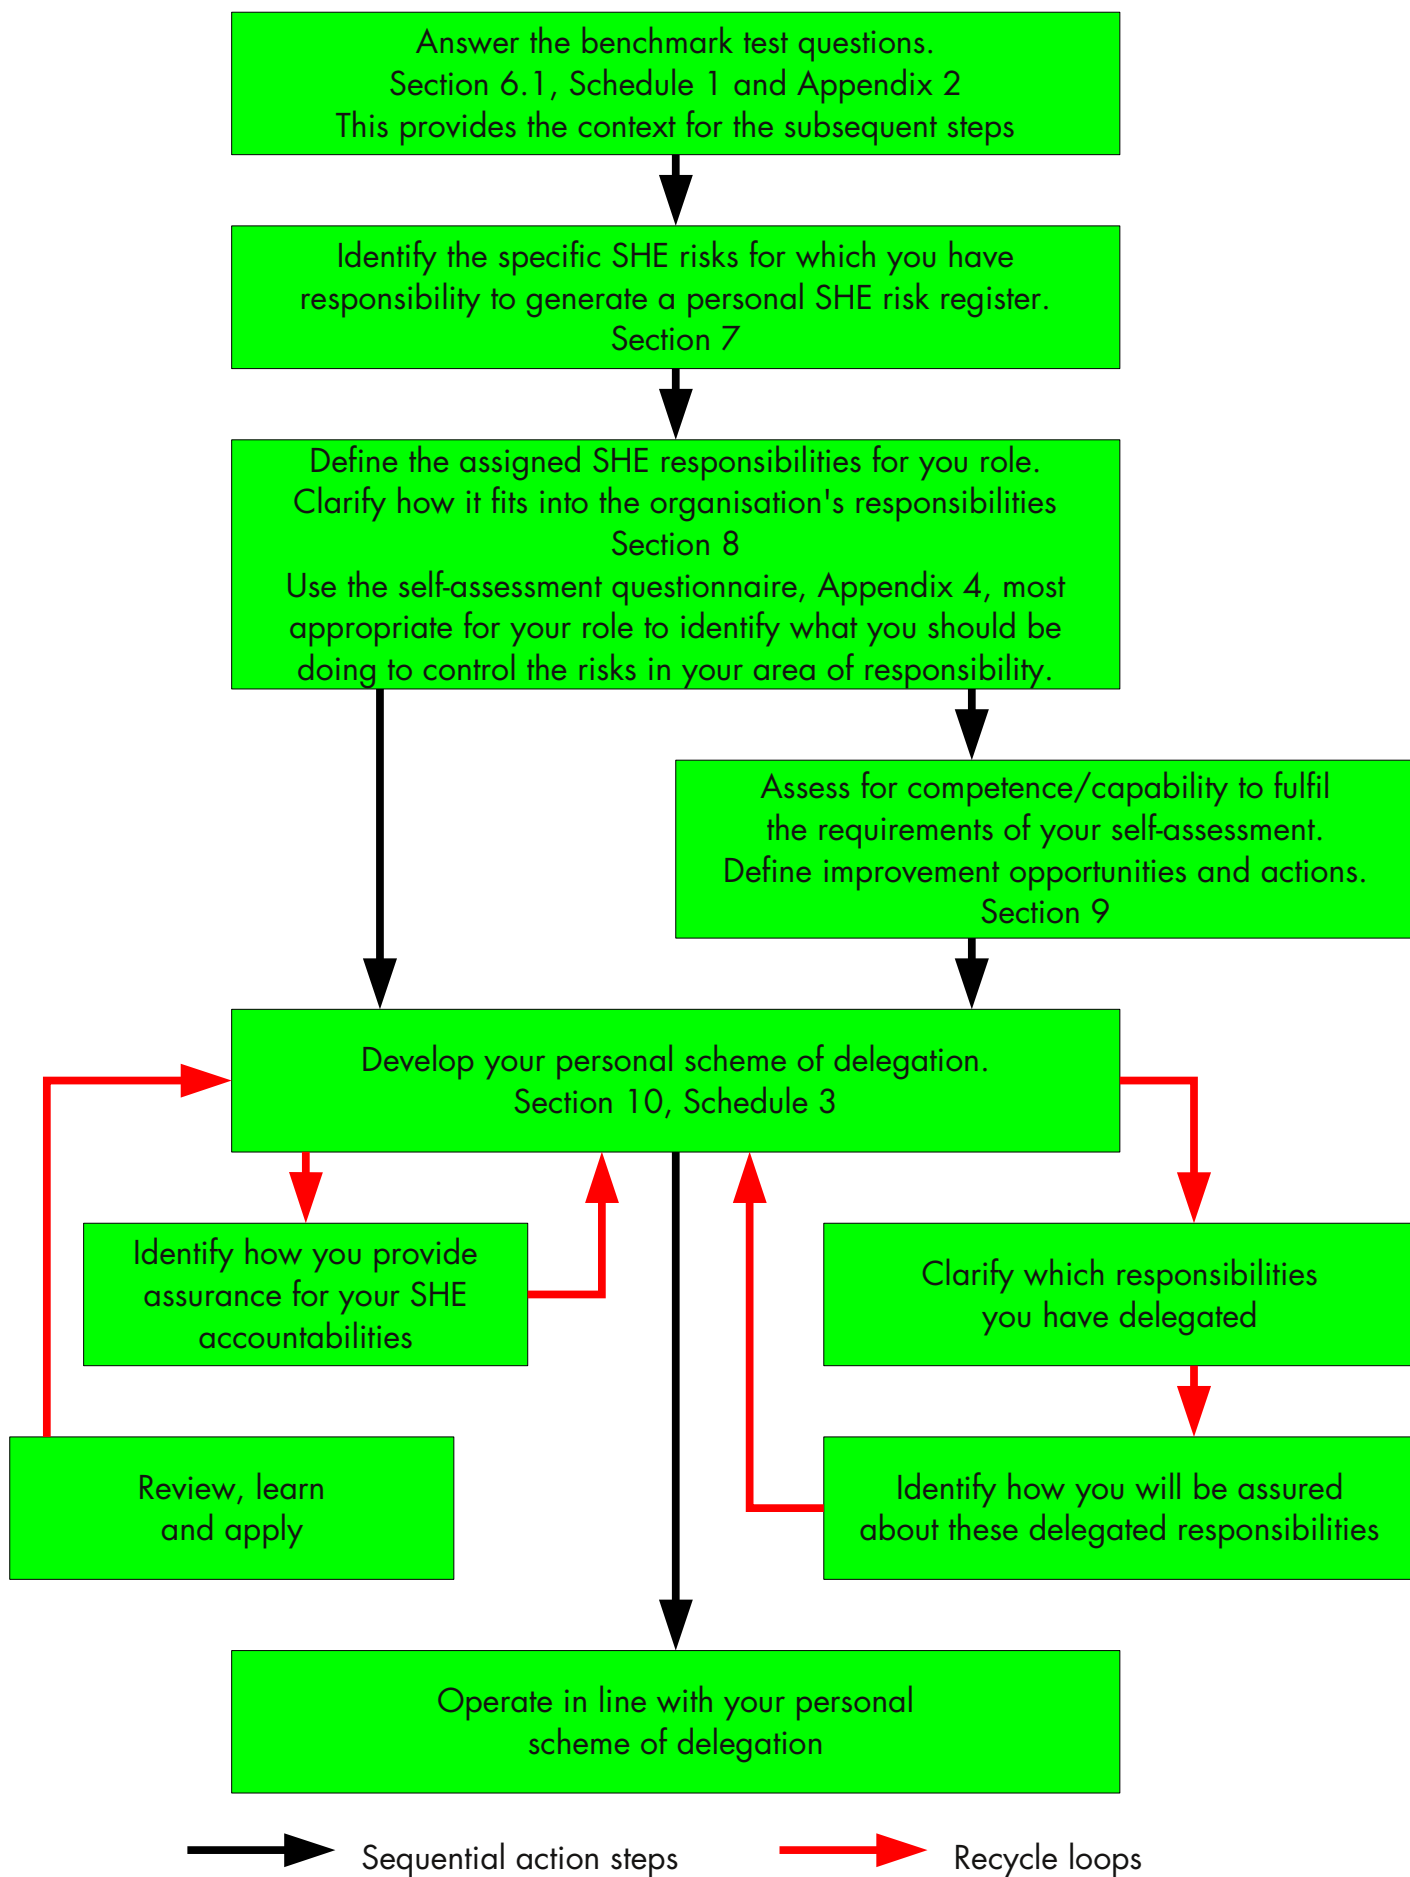 Answer the benchmark test questions.
Section 6.1, Schedule 1 and Appendix 2
This provides the context for the subsequent steps
Identify the specific SHE risks for which you have
responsibility to generate a personal SHE risk register.
Section 7
Define the assigned SHE responsibilities for you role.
Clarify how it fits into the organisation's responsibilities
Section 8
Use the self-assessment questionnaire, Appendix 4, most
appropriate for your role to identify what you should be
doing to control the risks in your area of responsibility.
Assess for competence/capability to fulfil
the requirements of your self-assessment.
Define improvement opportunities and actions.
Section 9
Develop your personal scheme of delegation.
Section 10, Schedule 3
Identify how you provide
assurance for your SHE
accountabilities
Clarify which responsibilities
you have delegated
Review, learn
and apply
Identify how you will be assured
about these delegated responsibilities
Operate in line with your personal
scheme of delegation
Sequential action steps
Recycle loops